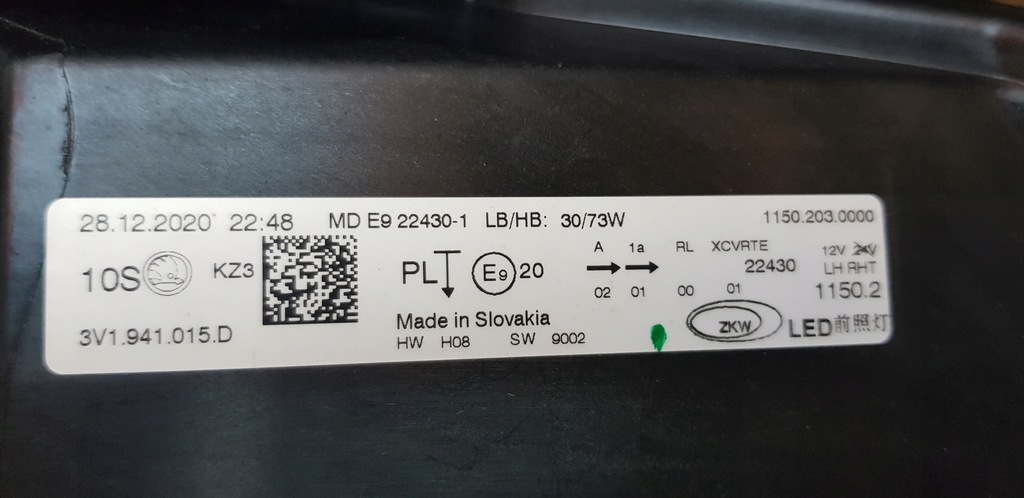 28.12.2020 22:48 MD E9 22430-1 LB/HB: 30/73W 1150.203.0000
10S KZ3 PL E9 20 A 1a RL XCVRTE 12V 24V
22430 LH RHT
02 01 00 01 1150.2
3V1.941.015.D Made in Slovakia ZKW LED前照灯
HW H08 SW 9002